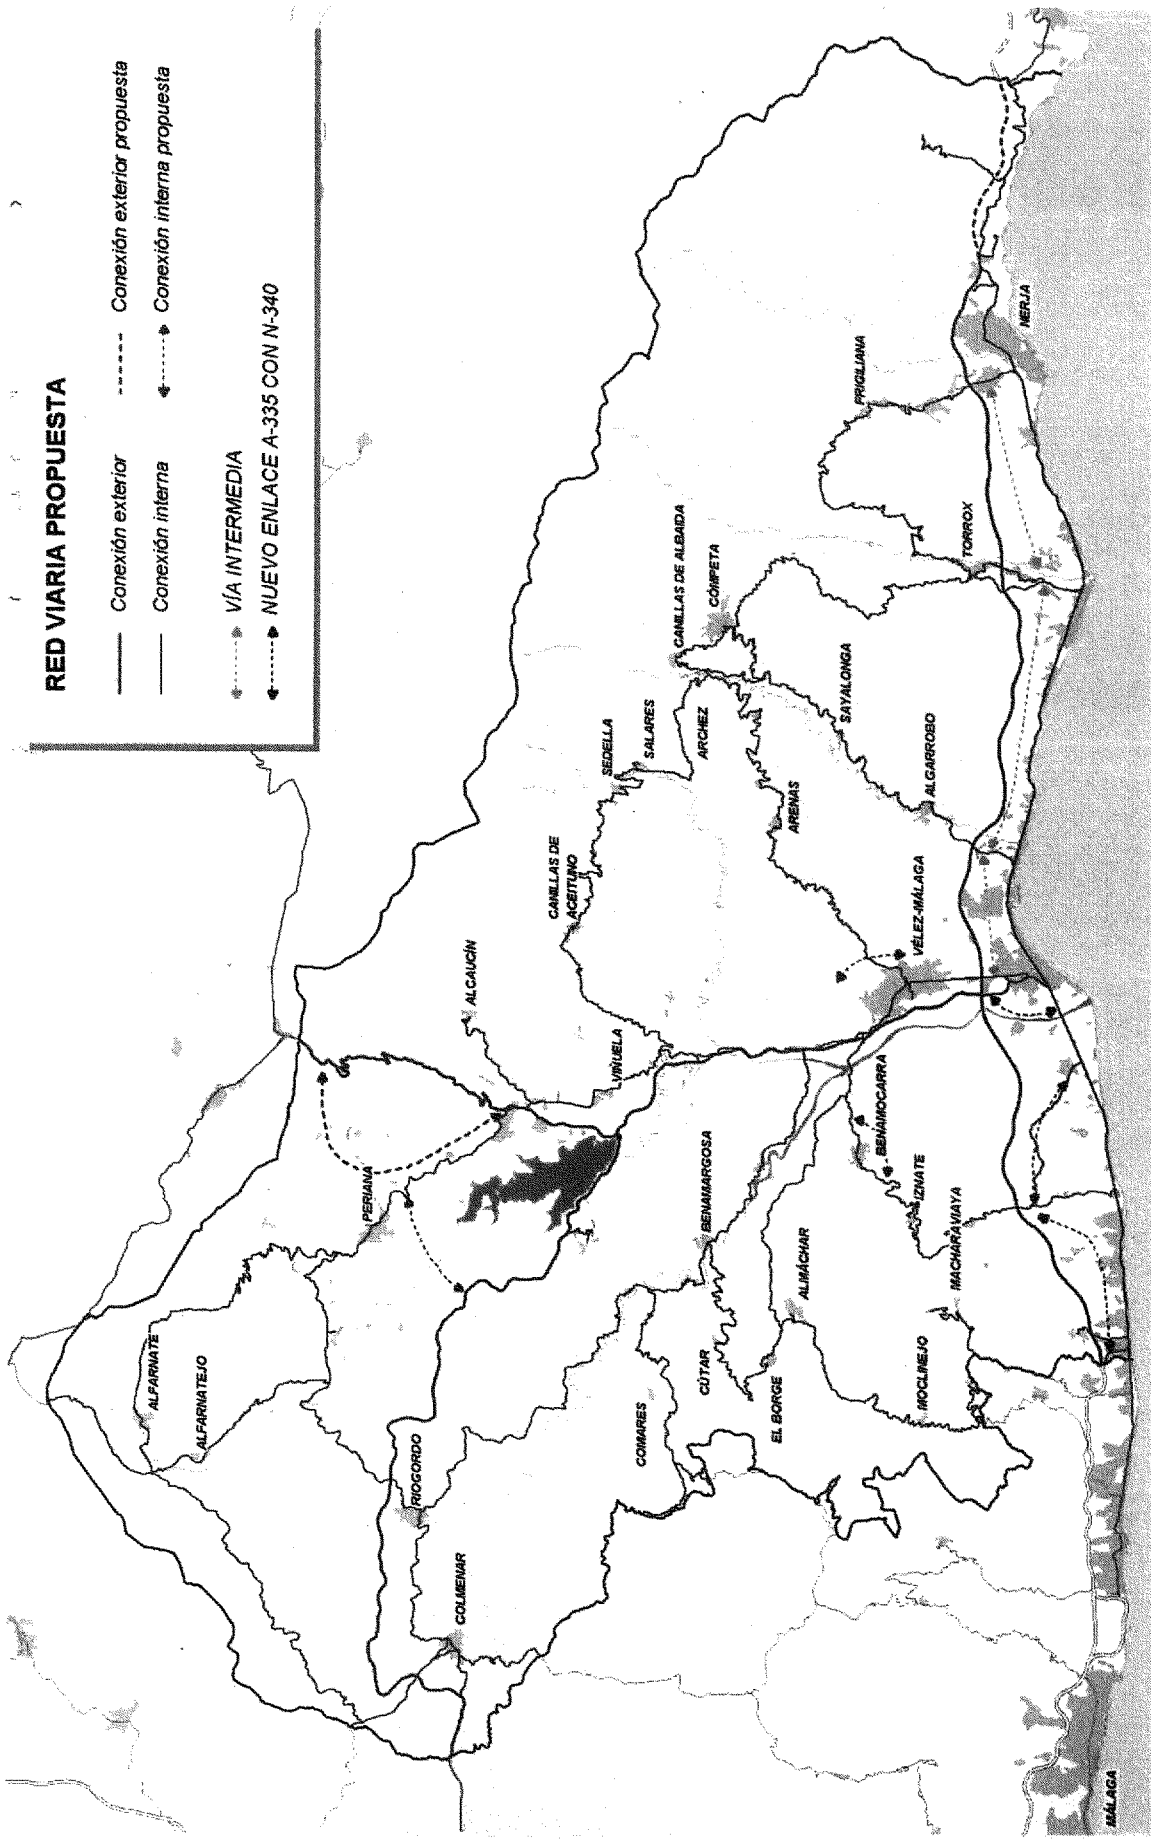 RED VIARIA PROPUESTA
Conexión exterior
Conexión exterior propuesta
Conexión interna
Conexión interna propuesta
VÍA INTERMEDIA
NUEVO ENLACE A-335 CON N-340
ALFARNATE
ALFARNATEJO
PERIANA
RIOGORDO
COLMENAR
ALCAUCÍN
CANILLAS DE
ACEITUNO
SEDELLA
SALARES
CANILLAS DE ALBAIDA
CÓMPETA
ARCHEZ
FRIGILIANA
VIÑUELA
COMARES
BENAMARGOSA
CÚTAR
EL BORGE
ALMÁCHAR
ARENAS
SAYALONGA
ALGARROBO
TORROX
NERJA
VÉLEZ-MÁLAGA
BENAMOCARRA
IZNATE
MACHARAVIAYA
MOCLINEJO
MÁLAGA